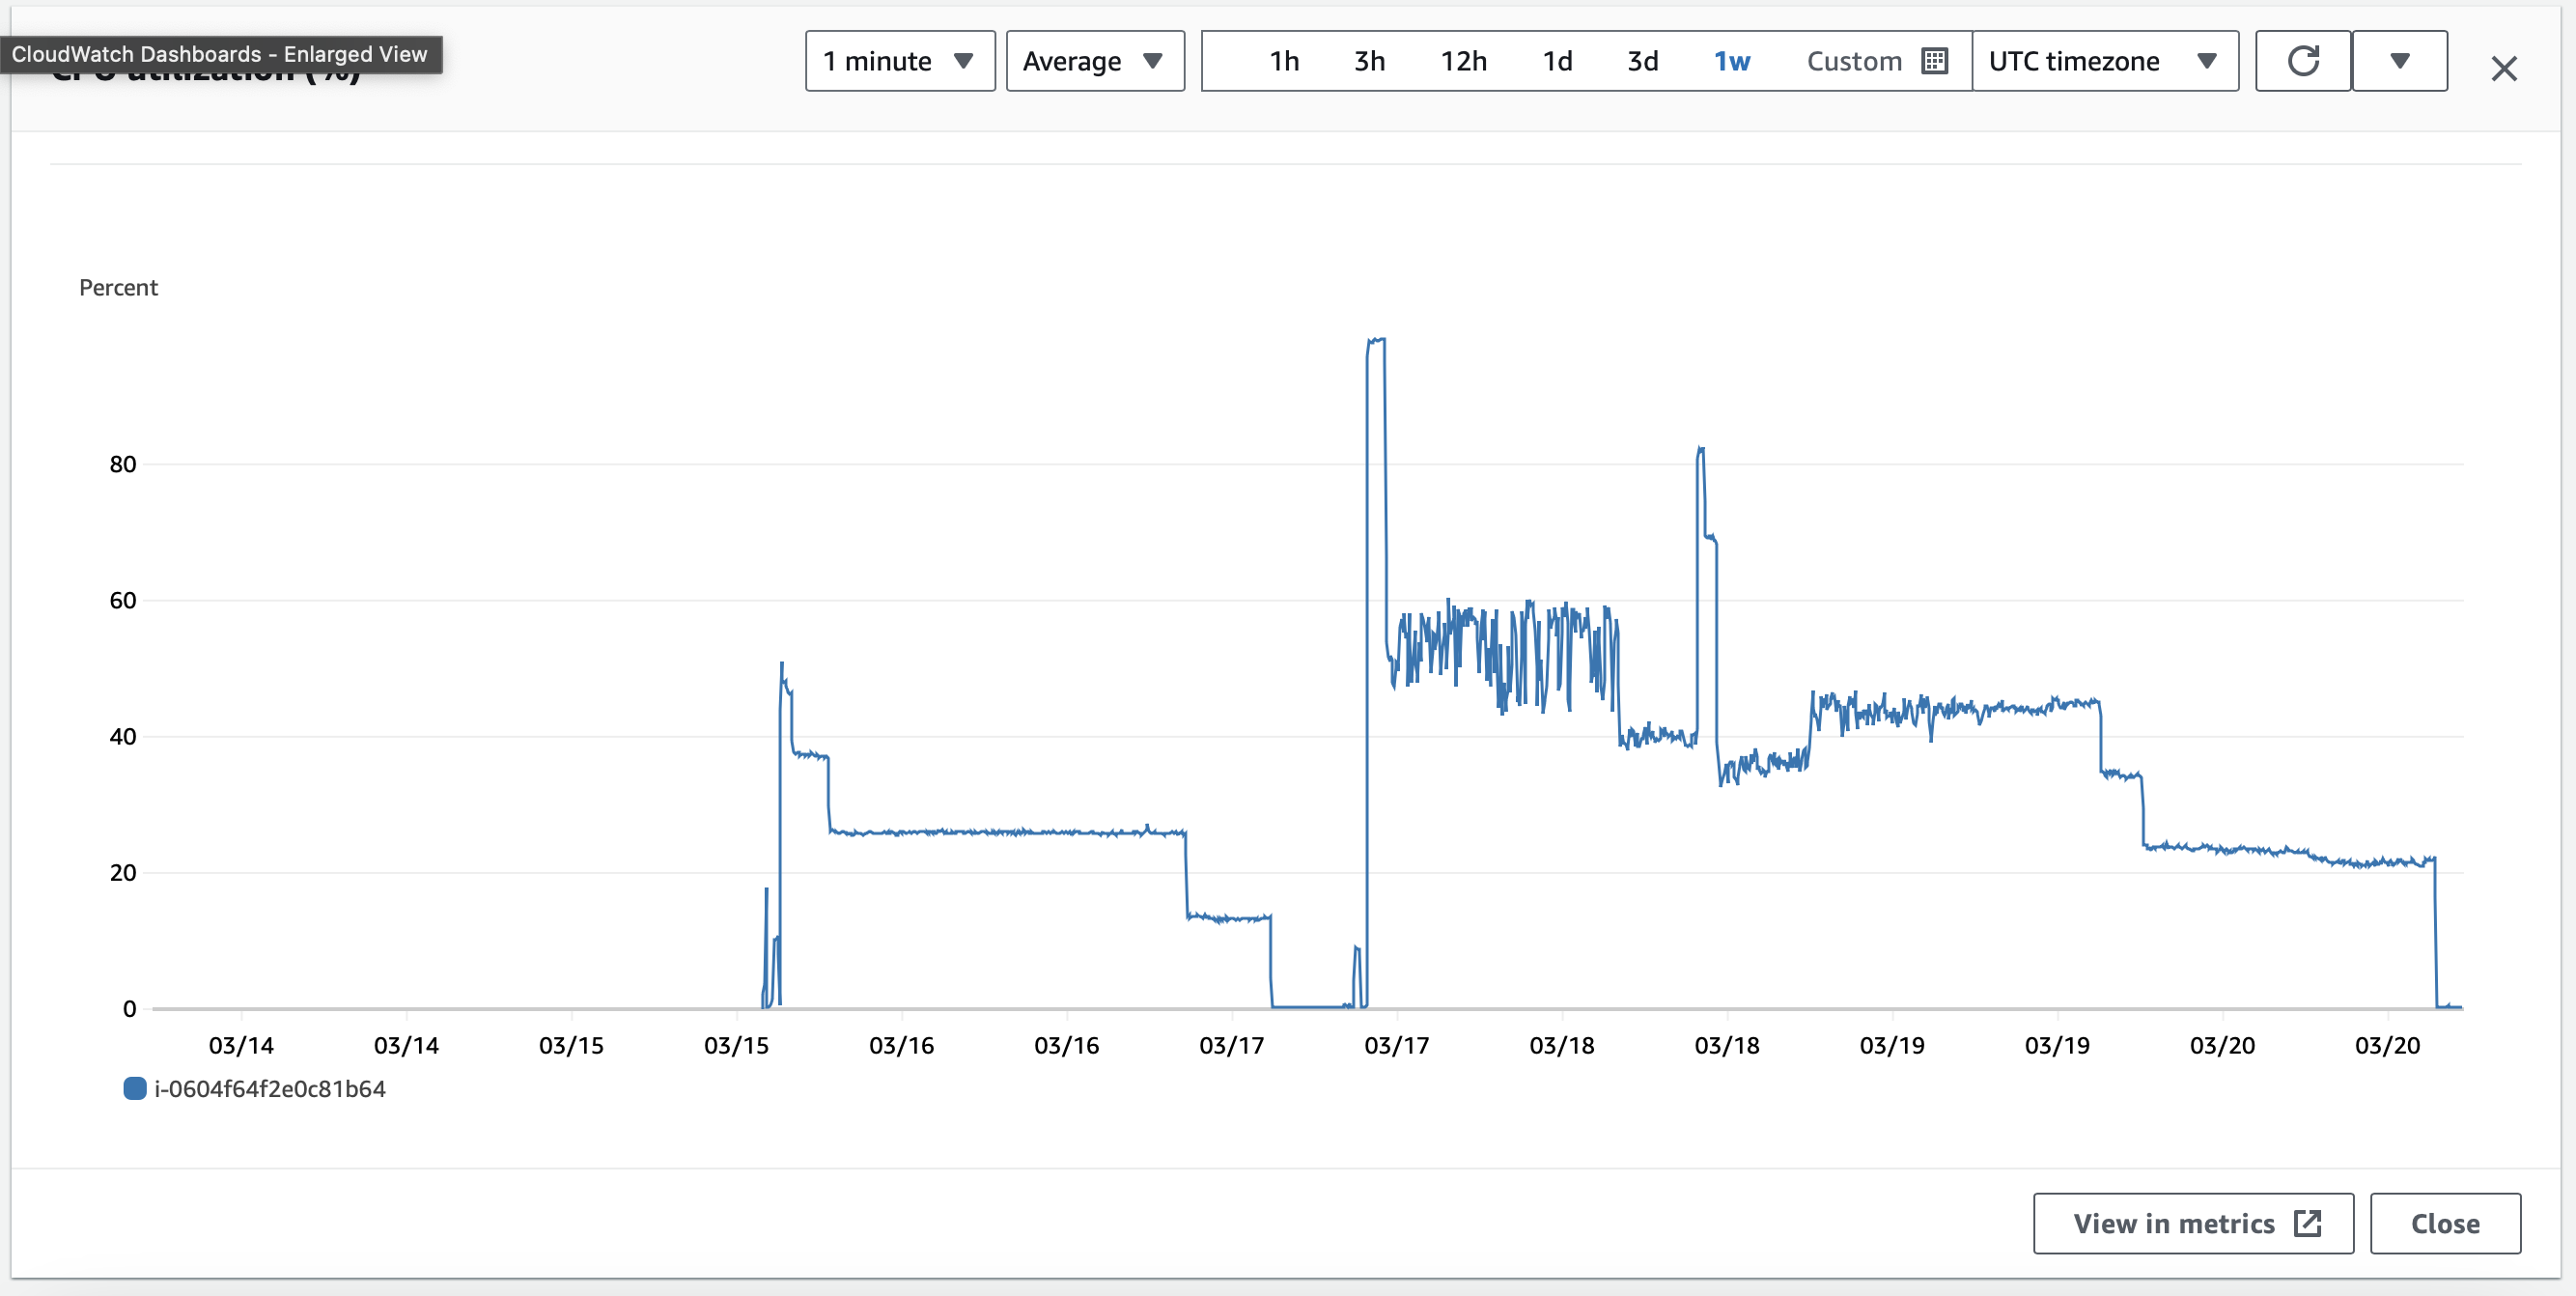 CloudWatch Dashboards - Enlarged View
CPU utilization (%)
1 minute
Average
1h 3h 12h 1d 3d 1w Custom
UTC timezone
Percent
80
60
40
20
0
03/14 03/14 03/15 03/15 03/16 03/16 03/17 03/17 03/18 03/18 03/19 03/19 03/20 03/20
i-0604f64f2e0c81b64
View in metrics
Close